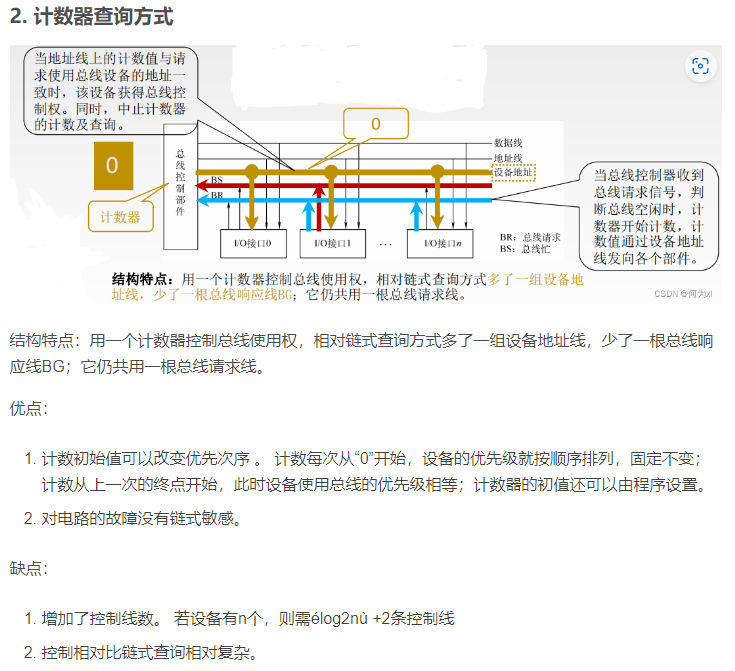 2. 计数器查询方式
当地址线上的计数值与请
求使用总线设备的地址一
致时，该设备获得总线控
制权。同时，中止计数器
的计数及查询。
0
0
计数器
总线控制部件
BS
BR
数据线
地址线
设备地址
I/O接口0
I/O接口1
…
I/O接口n
BR：总线请求
BS：总线忙
当总线控制器收到
总线请求信号，判
断总线空闲时，计
数器开始计数，计
数值通过设备地址
线发向各个部件。
结构特点：用一个计数器控制总线使用权，相对链式查询方式多了一组设备地
址线，少了一根总线响应线BG；它仍共用一根总线请求线。
CSDN @何为xl
结构特点：用一个计数器控制总线使用权，相对链式查询方式多了一组设备地址线，少了一根总线响
应线BG；它仍共用一根总线请求线。
优点：
1. 计数初始值可以改变优先次序 。 计数每次从“0”开始，设备的优先级就按顺序排列，固定不变；
计数从上一次的终点开始，此时设备使用总线的优先级相等；计数器的初值还可以由程序设置。
2. 对电路的故障没有链式敏感。
缺点：
1. 增加了控制线数。 若设备有n个，则需élog2nù +2条控制线
2. 控制相对比链式查询相对复杂。